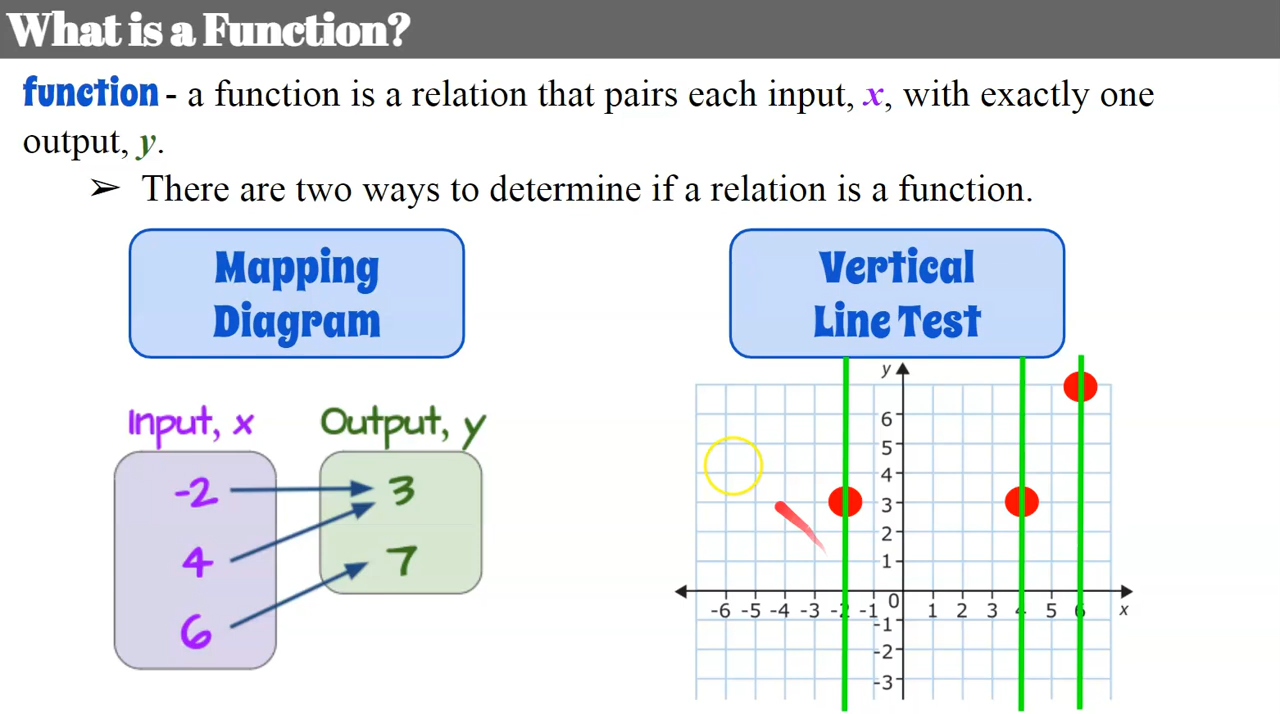 What is a Function?
function - a function is a relation that pairs each input, x, with exactly one
output, y.
➢ There are two ways to determine if a relation is a function.
Mapping
Diagram
Vertical
Line Test
Input, x
Output, y
-2
3
4
7
6
y
6
5
4
3
2
1
0
-6 -5 -4 -3 -2 -1 1 2 3 4 5 6 x
-1
-2
-3